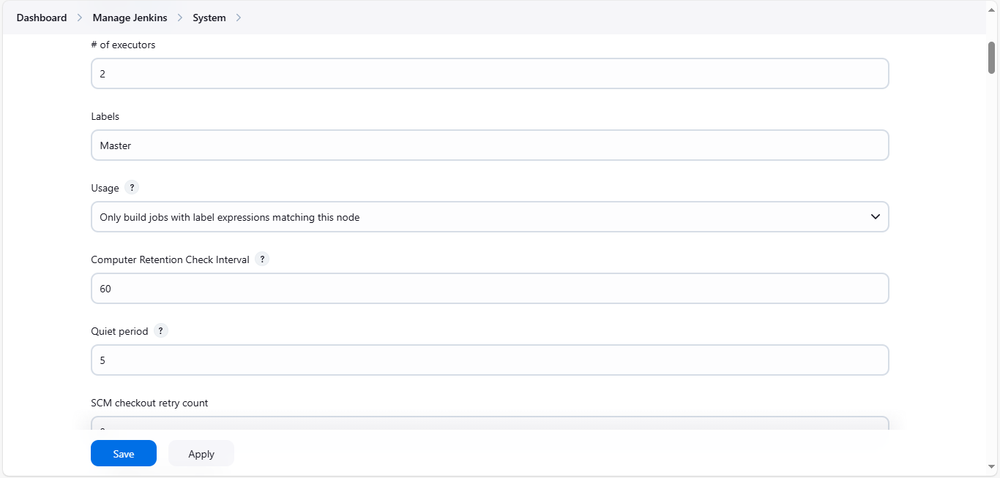 Dashboard > Manage Jenkins > System >
# of executors
2
Labels
Master
Usage ?
Only build jobs with label expressions matching this node
Computer Retention Check Interval ?
60
Quiet period ?
5
SCM checkout retry count
Save Apply